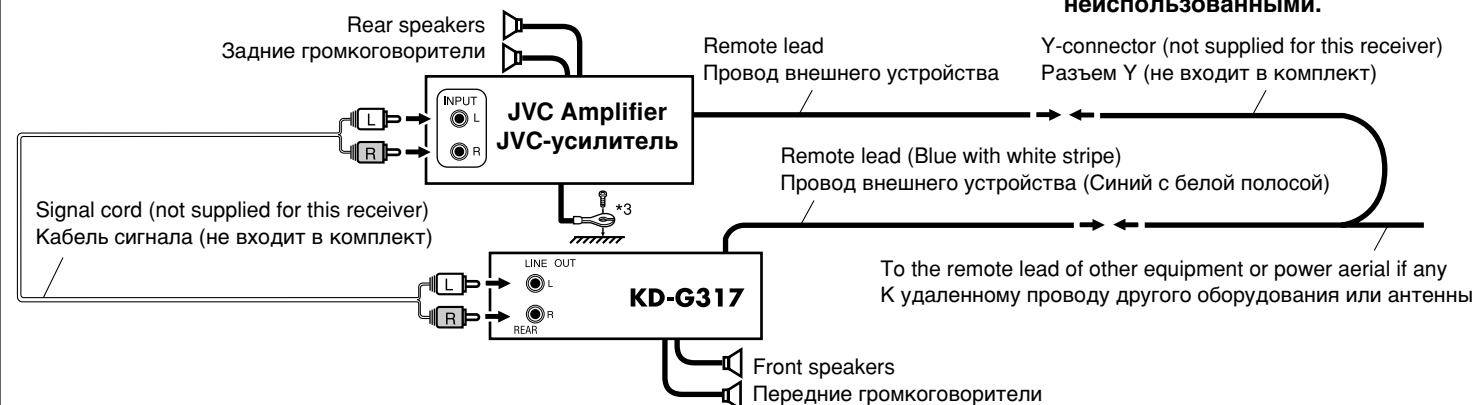 неиспользованными.
Rear speakers
Задние громкоговорители
Remote lead
Провод внешнего устройства
Y-connector (not supplied for this receiver)
Разъем Y (не входит в комплект)
INPUT
L
L
R
R
JVC Amplifier
JVC-усилитель
Remote lead (Blue with white stripe)
Провод внешнего устройства (Синий с белой полосой)
Signal cord (not supplied for this receiver)
Кабель сигнала (не входит в комплект)
*3
LINE OUT
L
L
R
R
REAR
KD-G317
To the remote lead of other equipment or power aerial if any
К удаленному проводу другого оборудования или антенны
Front speakers
Передние громкоговорители